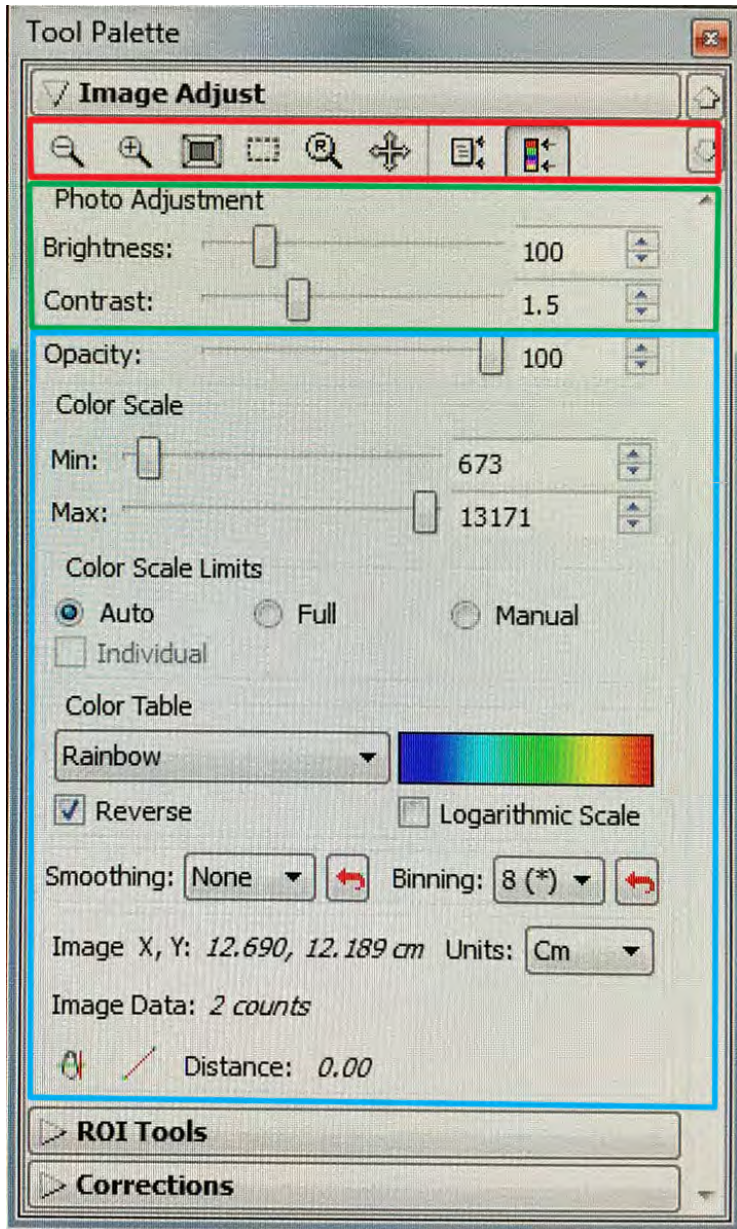 Tool Palette
Image Adjust
R
Photo Adjustment
Brightness: 100
Contrast: 1.5
Opacity: 100
Color Scale
Min: 673
Max: 13171
Color Scale Limits
Auto Full Manual
Individual
Color Table
Rainbow
Reverse Logarithmic Scale
Smoothing: None Binning: 8 (*)
Image X, Y: 12.690, 12.189 cm Units: Cm
Image Data: 2 counts
Distance: 0.00
ROI Tools
Corrections